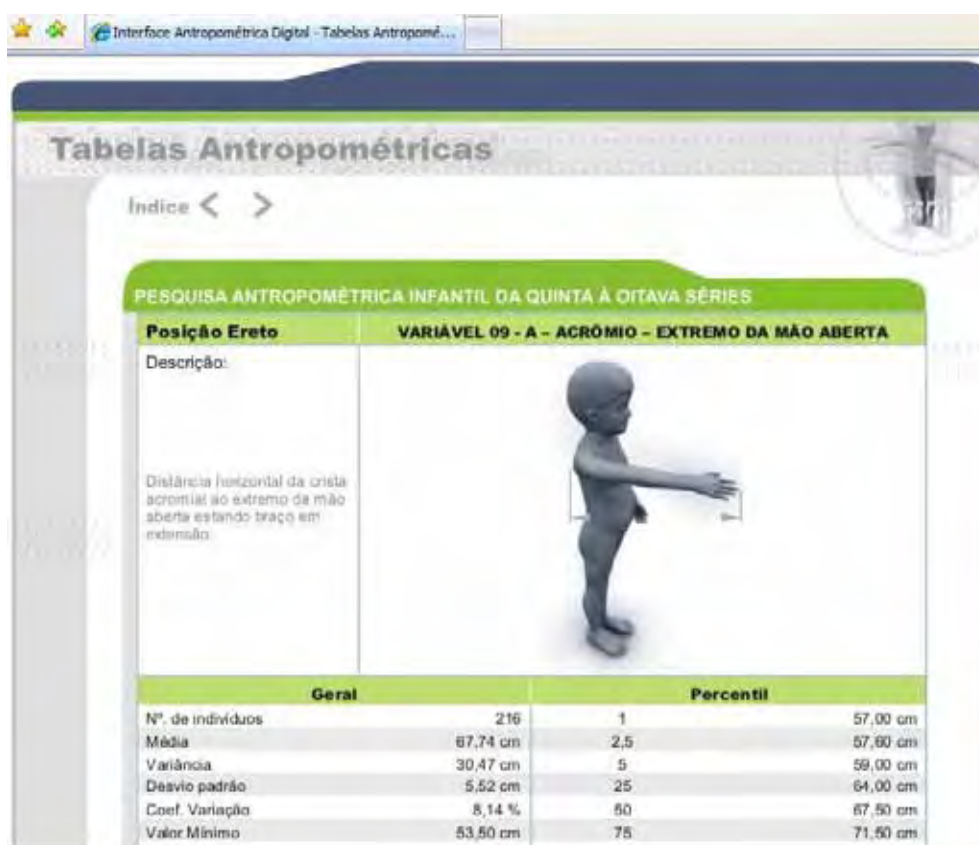 Interface Antropométrica Digital - Tabelas Antropomé...
Tabelas Antropométricas
Índice < >
PESQUISA ANTROPOMÉTRICA INFANTIL DA QUINTA À OITAVA SÉRIES
Posição Ereto VARIÁVEL 09 - A – ACRÔMIO – EXTREMO DA MÃO ABERTA
Descrição:
Distância horizontal da crista
acromial ao extremo da mão
aberta estando braço em
extensão.
Geral Percentil
Nº. de indivíduos 216 1 57,00 cm
Média 67,74 cm 2,5 57,60 cm
Variância 30,47 cm 5 59,00 cm
Desvio padrão 5,52 cm 25 64,00 cm
Coef. Variação 8,14 % 50 67,50 cm
Valor Mínimo 53,50 cm 75 71,50 cm